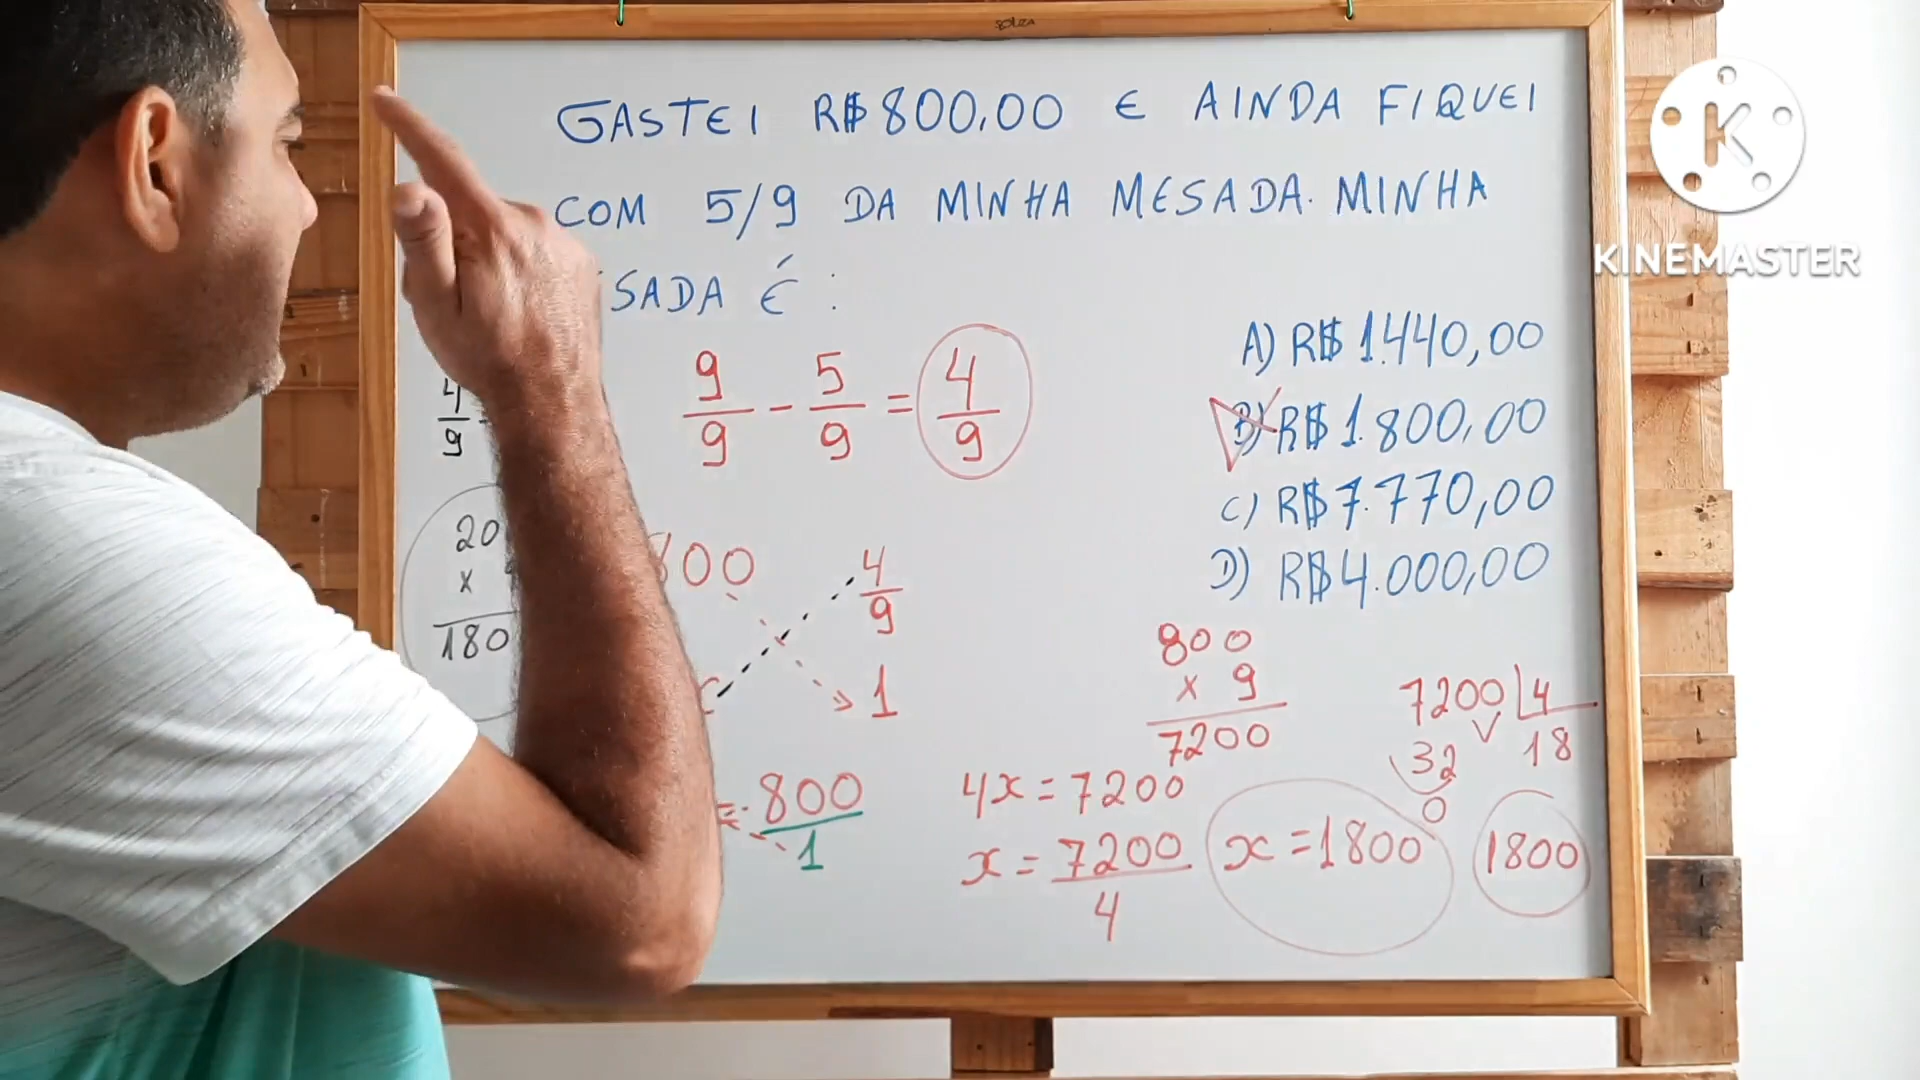 SOUZA
GASTEI R$800,00 E AINDA FIQUEI
COM 5/9 DA MINHA MESADA. MINHA
SADA É:
KINEMASTER
A) R$ 1.440,00
B) R$ 1.800,00
C) R$ 7.770,00
D) R$ 4.000,00
4/9
9/9 - 5/9 = 4/9
20
x
180
800 4/9
x 1
= 800/1
800
x 9
7200
7200 | 4
32 18
0
4x = 7200
x = 7200/4
x = 1800
1800